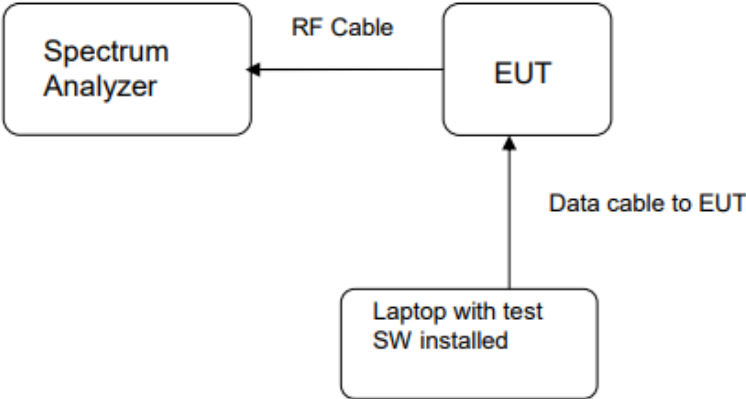 RF Cable
Spectrum
Analyzer
EUT
Data cable to EUT
Laptop with test
SW installed